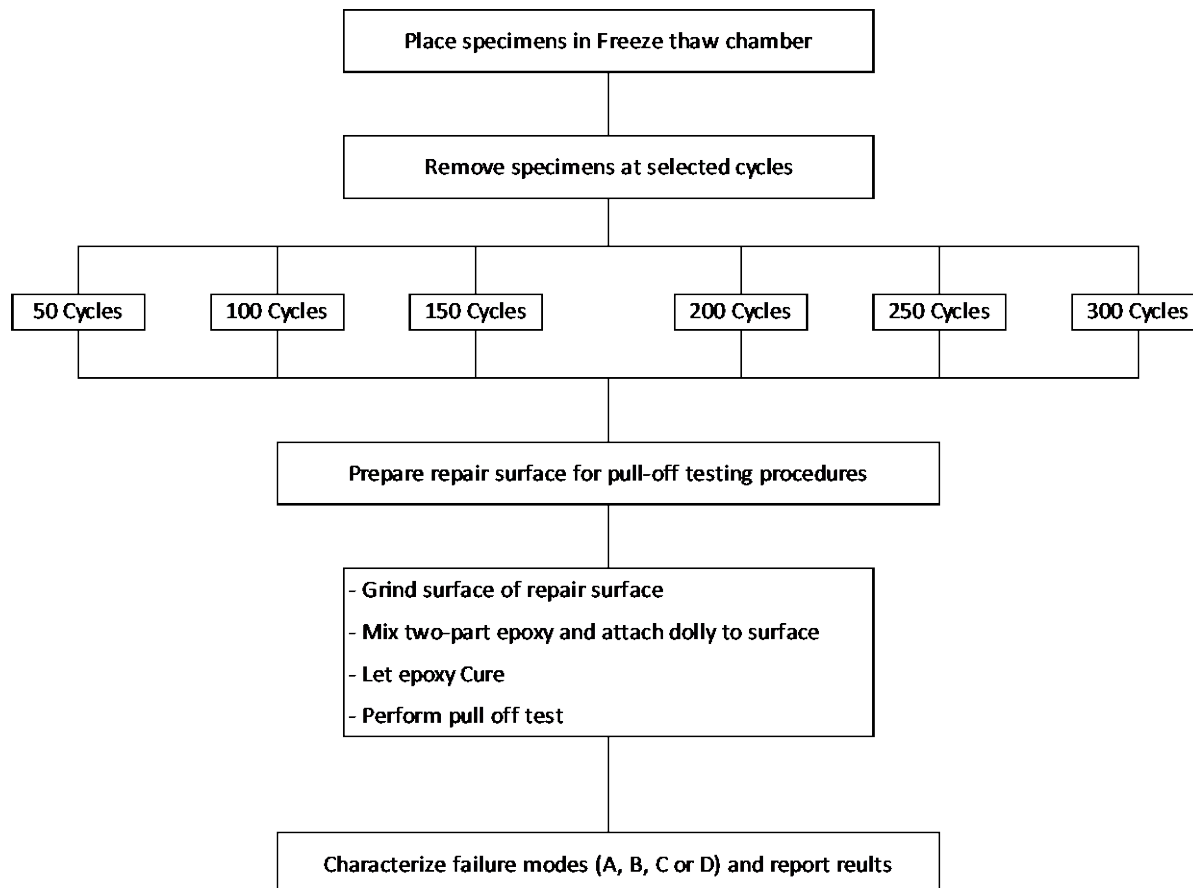 Place specimens in Freeze thaw chamber
Remove specimens at selected cycles
50 Cycles
100 Cycles
150 Cycles
200 Cycles
250 Cycles
300 Cycles
Prepare repair surface for pull-off testing procedures
- Grind surface of repair surface
- Mix two-part epoxy and attach dolly to surface
- Let epoxy Cure
- Perform pull off test
Characterize failure modes (A, B, C or D) and report reults